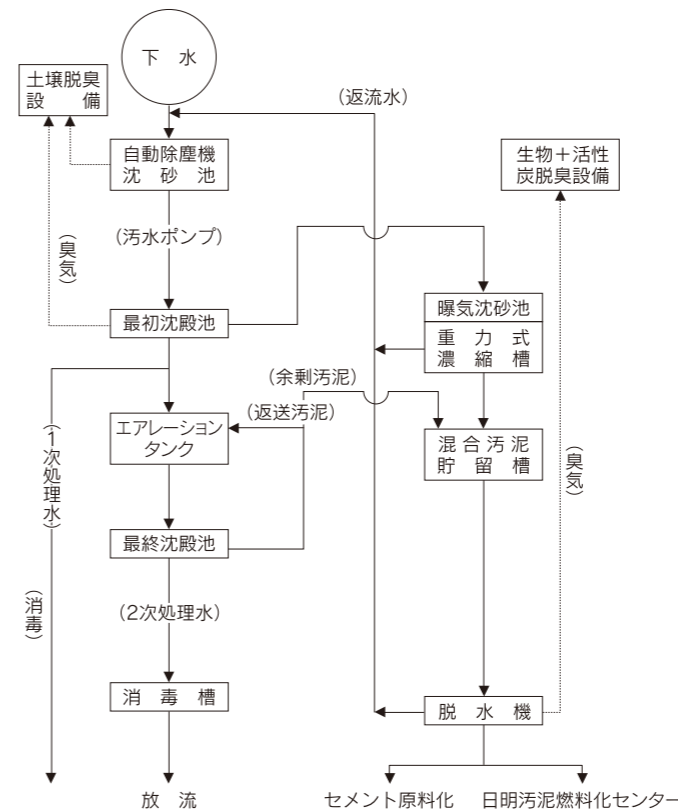 下 水
土壌脱臭
設 備
(返流水)
自動除塵機
沈 砂 池
生物＋活性
炭脱臭設備
(汚水ポンプ)
(臭気)
曝気沈砂池
最初沈殿池
重 力 式
濃 縮 槽
(余剰汚泥)
(返送汚泥)
エアレーション
タンク
混 合 汚 泥
貯 留 槽
(臭気)
(1次処理水)
最終沈殿池
(消毒)
(2次処理水)
消 毒 槽
脱 水 機
放 流
セメント原料化
日明汚泥燃料化センター